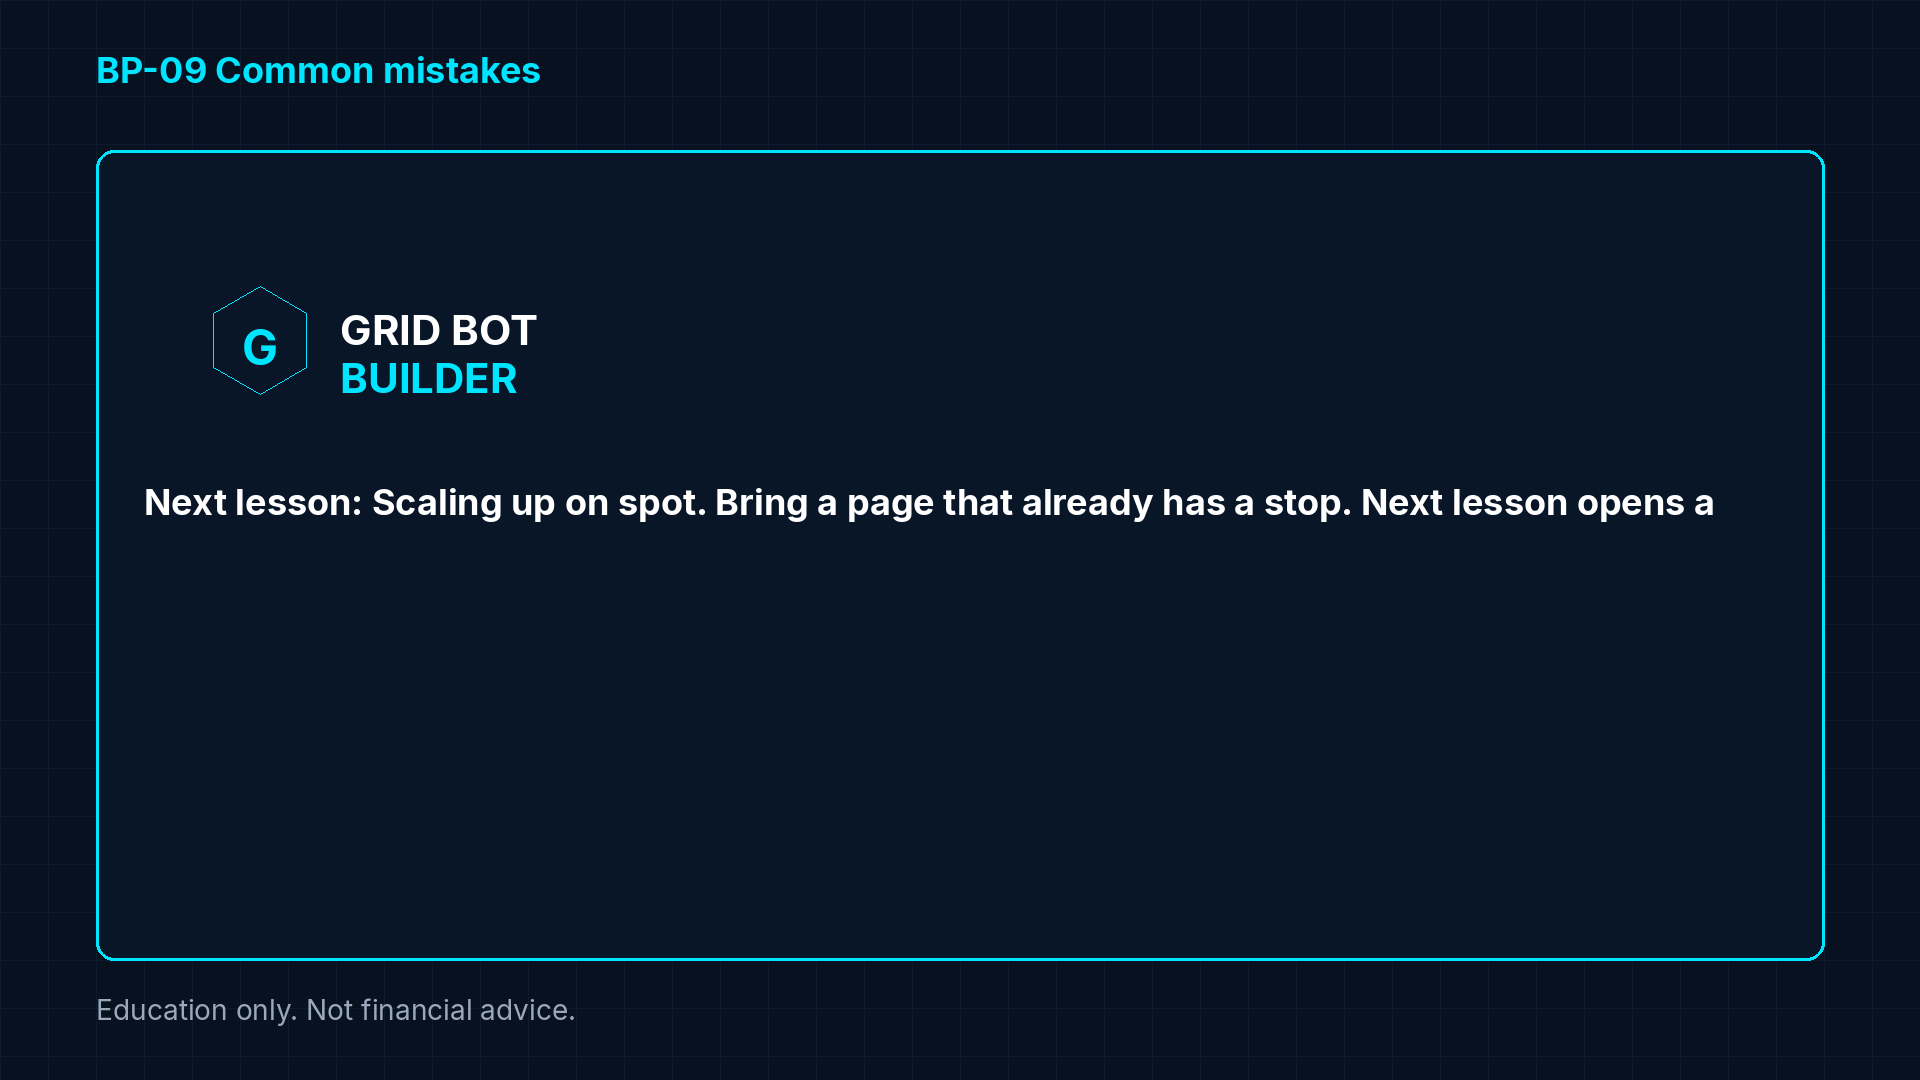 BP-09 Common mistakes
G
GRID BOT
BUILDER
Next lesson: Scaling up on spot. Bring a page that already has a stop. Next lesson opens a
Education only. Not financial advice.